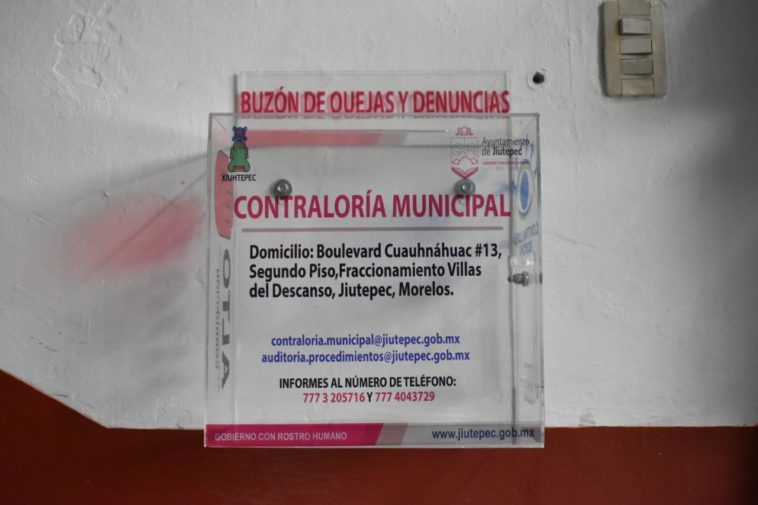 BUZÓN DE QUEJAS Y DENUNCIAS
XIUHTEPEC
Ayuntamiento
de Jiutepec
CONTRALORÍA MUNICIPAL
Domicilio: Boulevard Cuauhnáhuac #13,
Segundo Piso,Fraccionamiento Villas
del Descanso, Jiutepec, Morelos.
contraloria.municipal@jiutepec.gob.mx
auditoria.procedimientos@jiutepec.gob.mx
INFORMES AL NÚMERO DE TELÉFONO:
777 3 205716 Y 777 4043729
GOBIERNO CON ROSTRO HUMANO
www.jiutepec.gob.mx